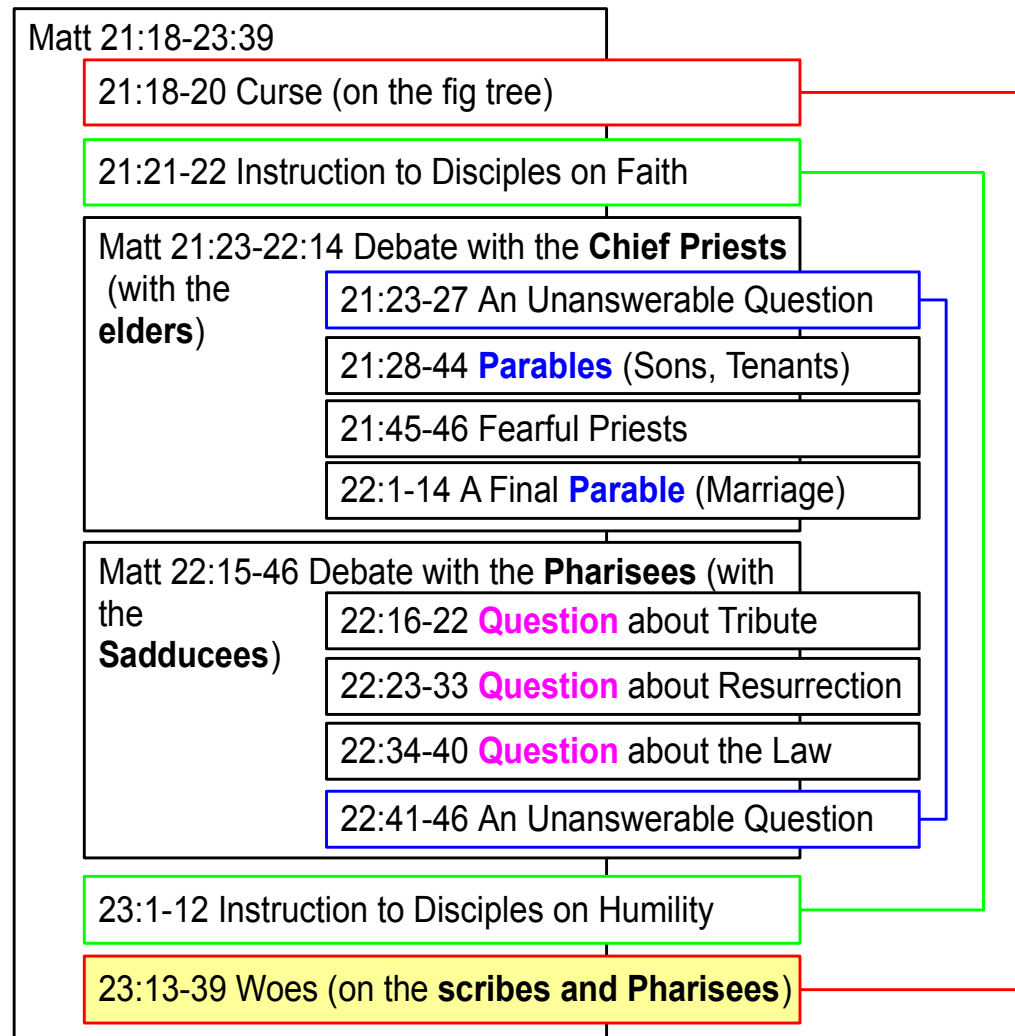 Matt 21:18-23:39
21:18-20 Curse (on the fig tree)
21:21-22 Instruction to Disciples on Faith
Matt 21:23-22:14 Debate with the Chief Priests
(with the
elders)
21:23-27 An Unanswerable Question
21:28-44 Parables (Sons, Tenants)
21:45-46 Fearful Priests
22:1-14 A Final Parable (Marriage)
Matt 22:15-46 Debate with the Pharisees (with
the
Sadducees)
22:16-22 Question about Tribute
22:23-33 Question about Resurrection
22:34-40 Question about the Law
22:41-46 An Unanswerable Question
23:1-12 Instruction to Disciples on Humility
23:13-39 Woes (on the scribes and Pharisees)